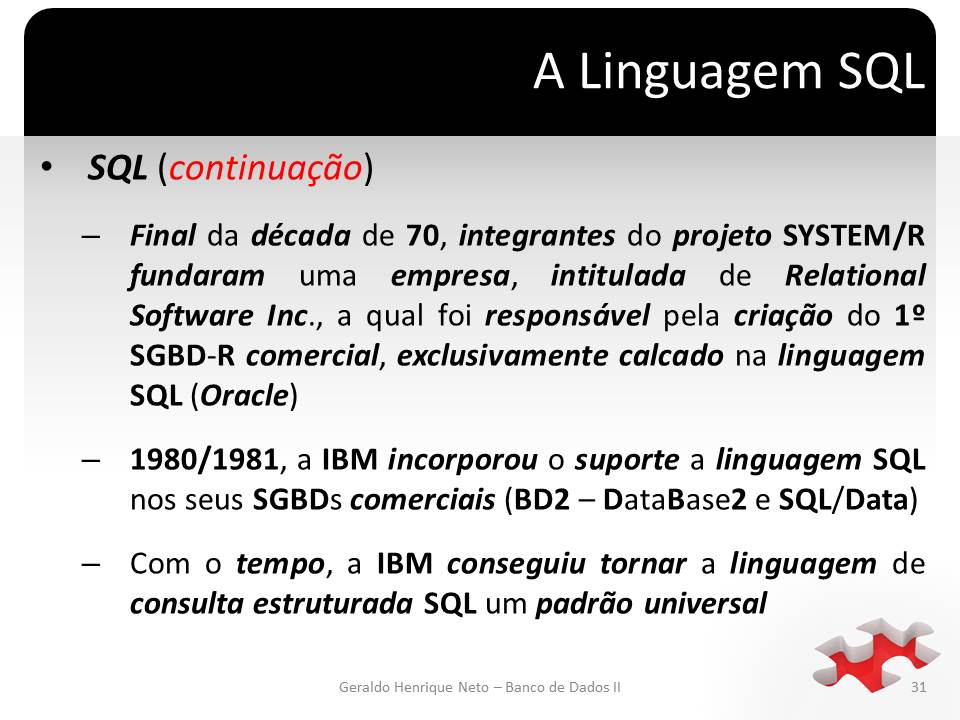 A Linguagem SQL
• SQL (continuação)
– Final da década de 70, integrantes do projeto SYSTEM/R
fundaram uma empresa, intitulada de Relational
Software Inc., a qual foi responsável pela criação do 1º
SGBD-R comercial, exclusivamente calcado na linguagem
SQL (Oracle)
– 1980/1981, a IBM incorporou o suporte a linguagem SQL
nos seus SGBDs comerciais (BD2 – DataBase2 e SQL/Data)
– Com o tempo, a IBM conseguiu tornar a linguagem de
consulta estruturada SQL um padrão universal
Geraldo Henrique Neto – Banco de Dados II
31